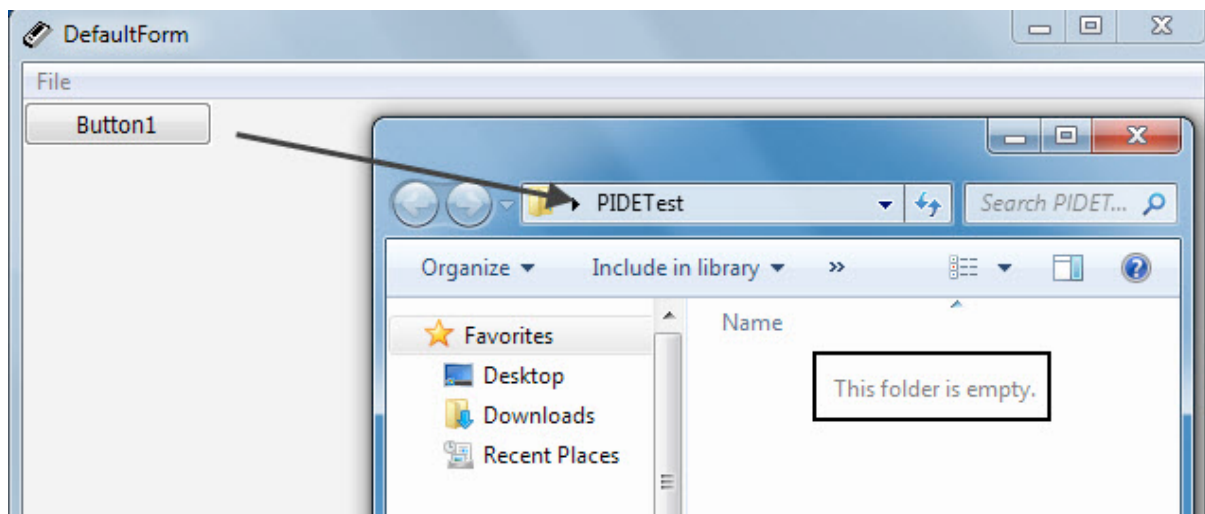 DefaultForm
File
Button1
PIDETest
Search PIDET...
Organize
Include in library
»
Name
This folder is empty.
Favorites
Desktop
Downloads
Recent Places